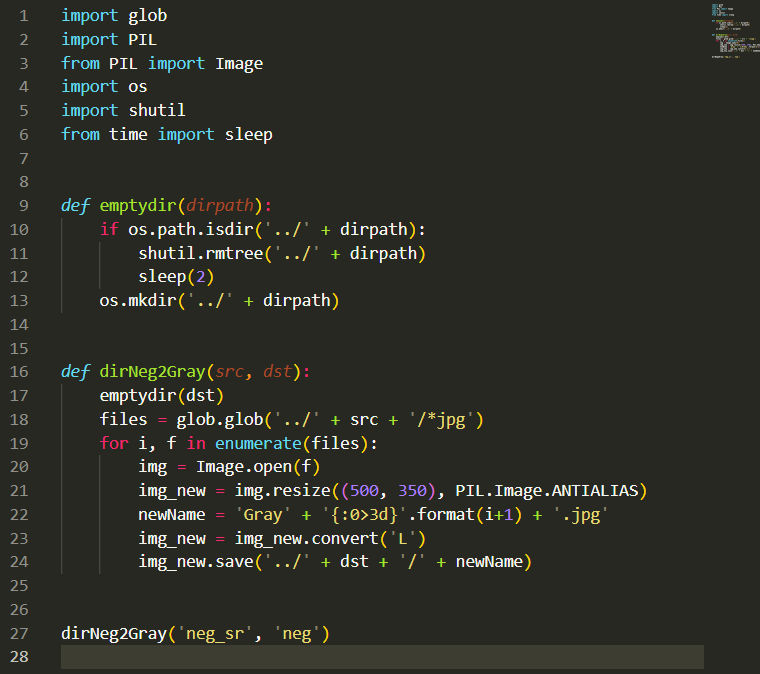 1 import glob
2 import PIL
3 from PIL import Image
4 import os
5 import shutil
6 from time import sleep
7
8
9 def emptydir(dirpath):
10     if os.path.isdir('../' + dirpath):
11         shutil.rmtree('../' + dirpath)
12         sleep(2)
13     os.mkdir('../' + dirpath)
14
15
16 def dirNeg2Gray(src, dst):
17     emptydir(dst)
18     files = glob.glob('../' + src + '/*jpg')
19     for i, f in enumerate(files):
20         img = Image.open(f)
21         img_new = img.resize((500, 350), PIL.Image.ANTIALIAS)
22         newName = 'Gray' + '{:0>3d}'.format(i+1) + '.jpg'
23         img_new = img_new.convert('L')
24         img_new.save('../' + dst + '/' + newName)
25
26
27 dirNeg2Gray('neg_sr', 'neg')
28